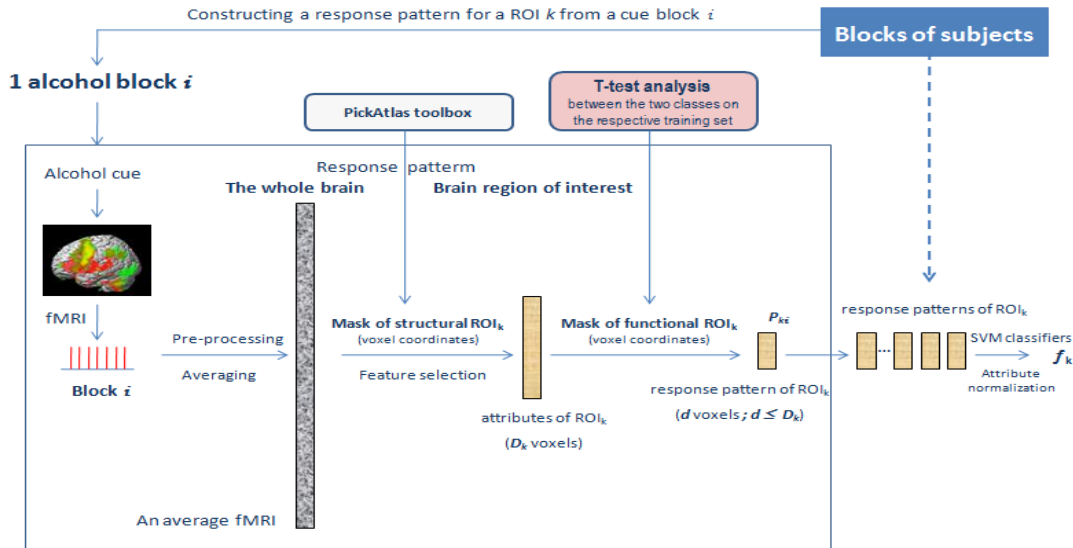 Constructing a response pattern for a ROI k from a cue block i
Blocks of subjects
1 alcohol block i
PickAtlas toolbox
T-test analysis
between the two classes on
the respective training set
Response patterm
Alcohol cue
The whole brain
Brain region of interest
fMRI
Block i
Pre-processing
Averaging
An average fMRI
Mask of structural ROIk
(voxel coordinates)
Feature selection
attributes of ROIk
(Dk voxels)
Mask of functional ROIk
(voxel coordinates)
Pki
response pattern of ROIk
(d voxels; d ≤ Dk)
response patterns of ROIk
...
SVM classifiers
Attribute
normalization
fk